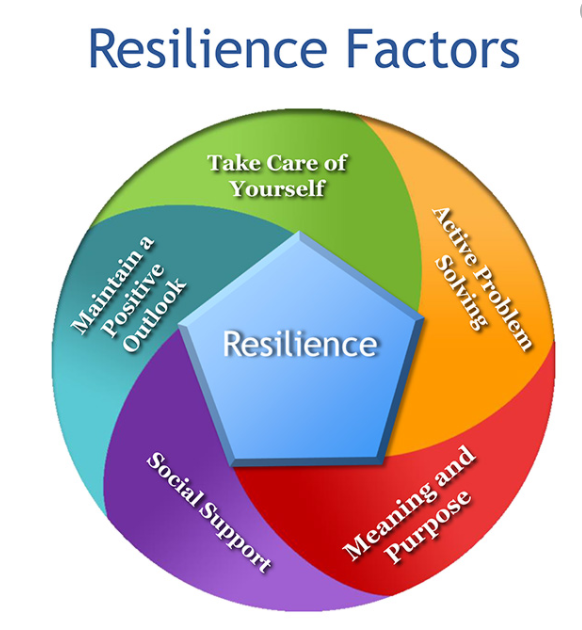 Resilience Factors
Take Care of
Yourself
Active Problem
Solving
Meaning and
Purpose
Social Support
Maintain a
Positive
Outlook
Resilience